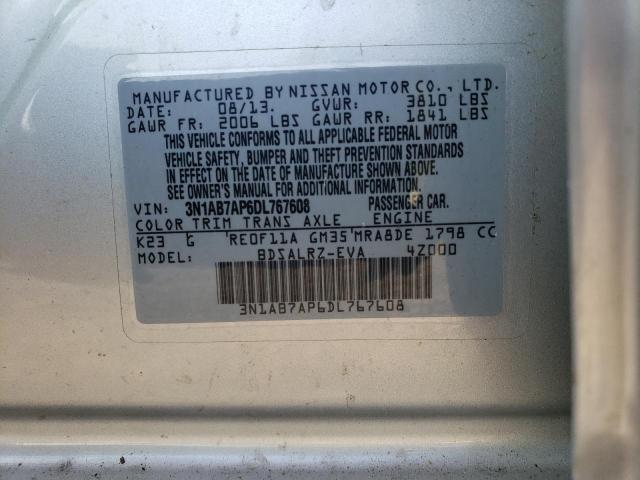 MANUFACTURED BY NISSAN MOTOR CO., LTD.
DATE: 08/13. GVWR: 3810 LBS
GAWR FR: 2006 LBS GAWR RR: 1841 LBS
THIS VEHICLE CONFORMS TO ALL APPLICABLE FEDERAL MOTOR
VEHICLE SAFETY, BUMPER AND THEFT PREVENTION STANDARDS
IN EFFECT ON THE DATE OF MANUFACTURE SHOWN ABOVE.
SEE OWNER'S MANUAL FOR ADDITIONAL INFORMATION.
VIN: 3N1AB7AP6DL767608 PASSENGER CAR.
COLOR TRIM TRANS AXLE ENGINE
K23 G 'RE0F11A GM35'MRA8DE 1798 CC
MODEL: BDSALRZ-EVA 4Z000
3N1AB7AP6DL767608